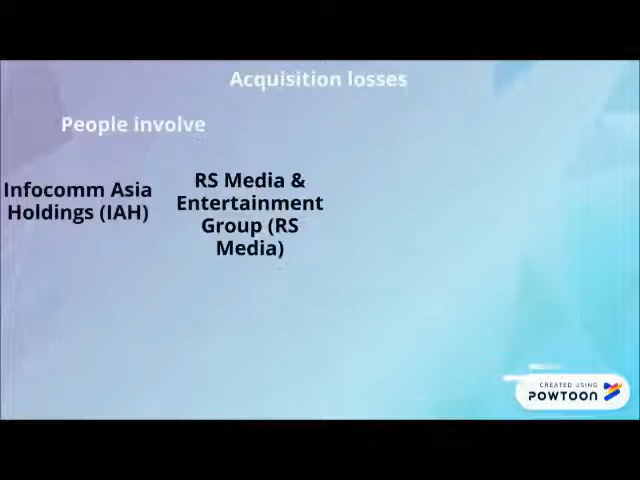 Acquisition losses
People involve
Infocomm Asia
Holdings (IAH)
RS Media &
Entertainment
Group (RS
Media)
CREATED USING
POWTOON